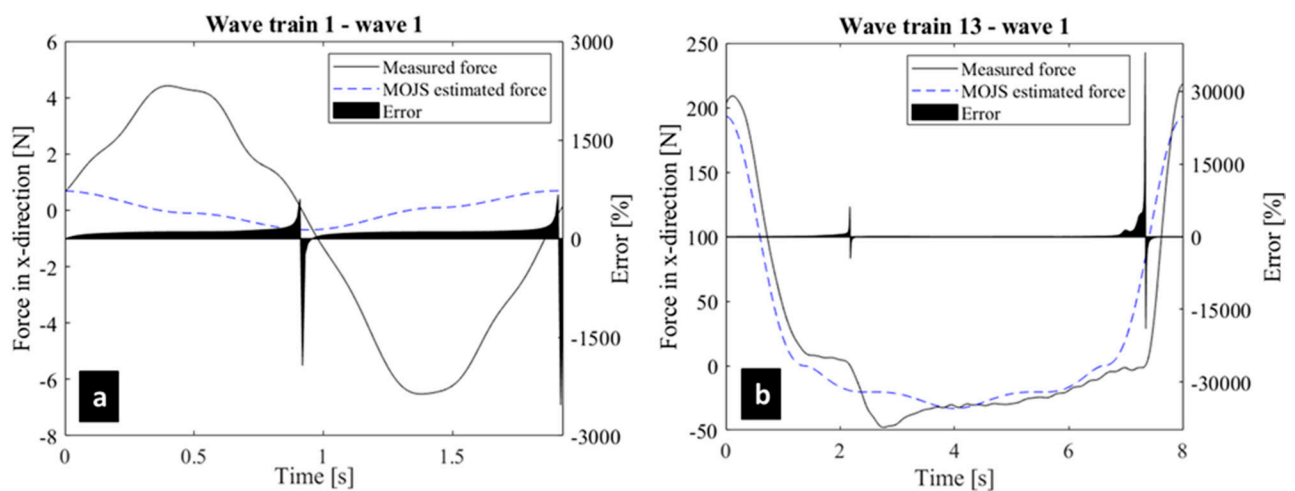 Wave train 1 - wave 1
6
4
2
0
-2
-4
-6
-8
Force in x-direction [N]
3000
1500
0
-1500
-3000
Error [%]
Measured force
MOJS estimated force
Error
a
0
0.5
1
1.5
Time [s]
Wave train 13 - wave 1
250
200
150
100
50
0
-50
Force in x-direction [N]
30000
15000
0
-15000
-30000
Error [%]
Measured force
MOJS estimated force
Error
b
0
2
4
6
8
Time [s]